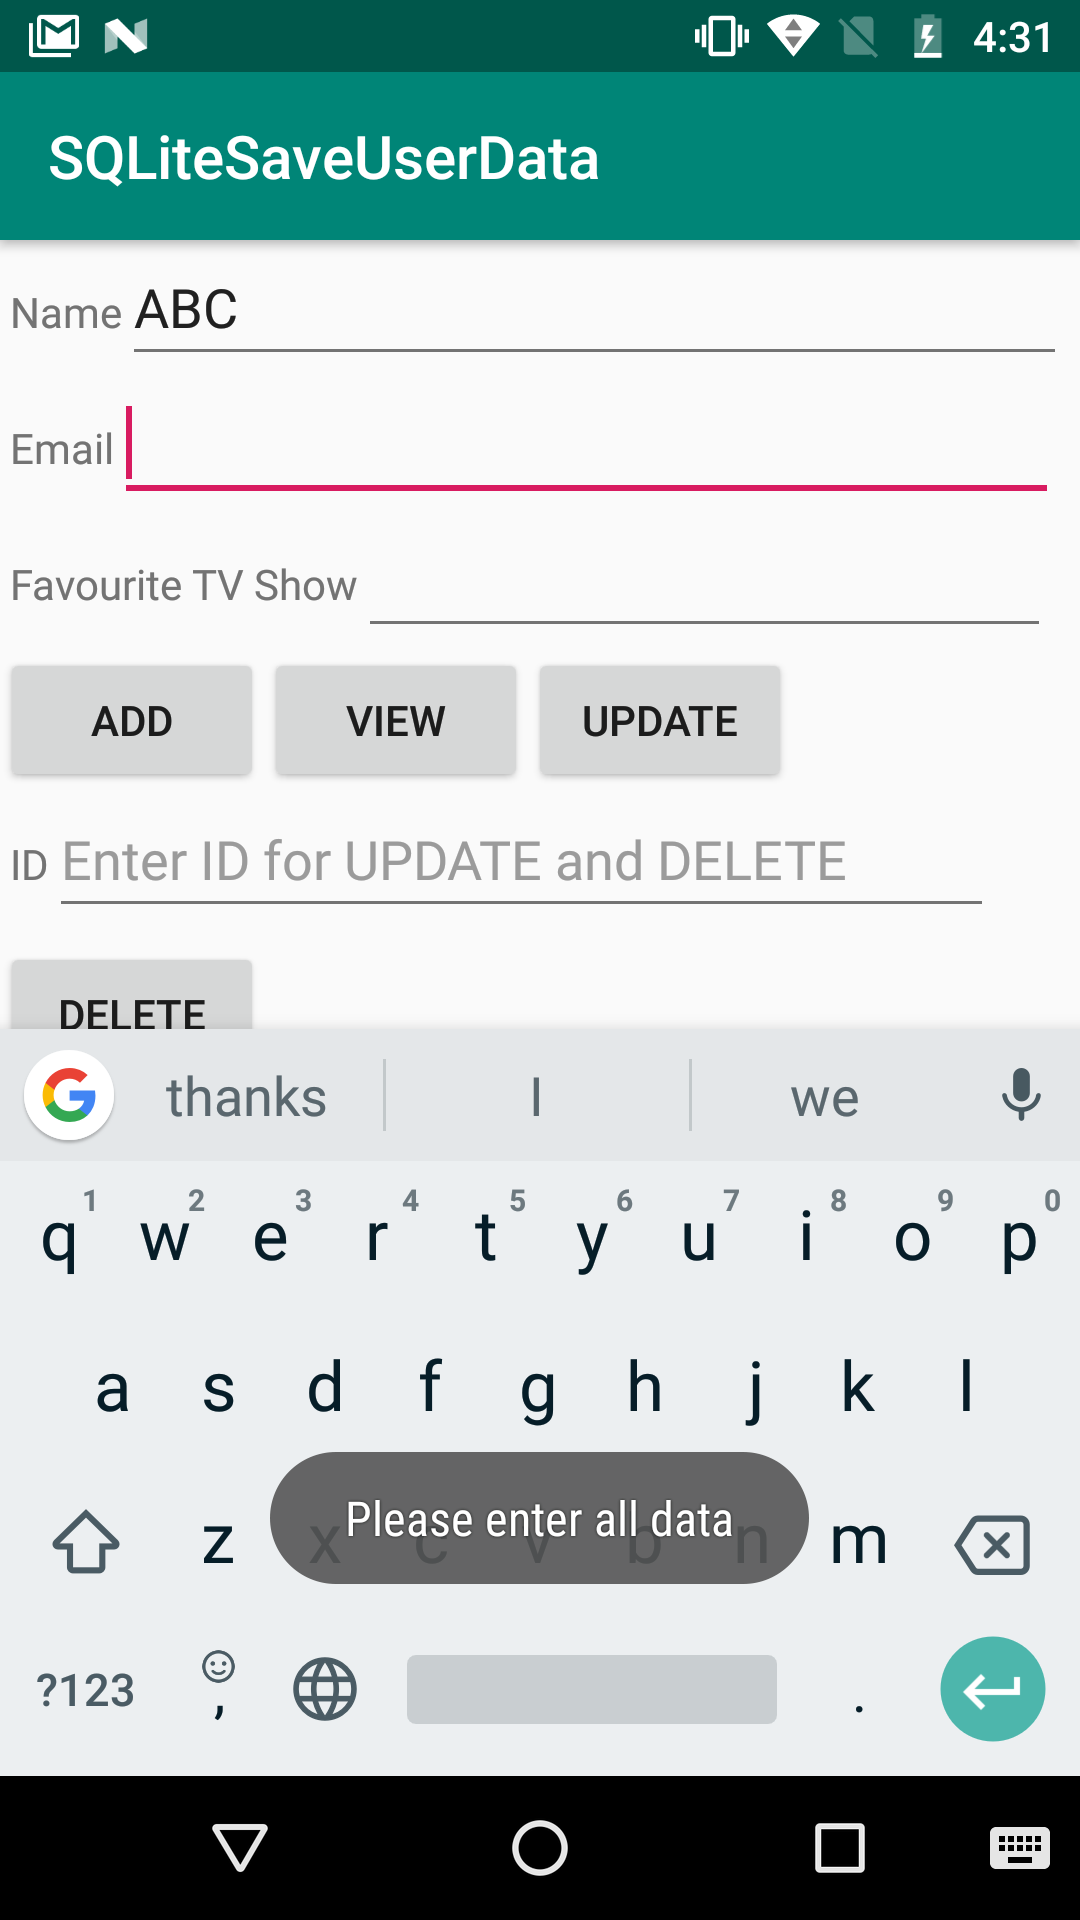 4:31
SQLiteSaveUserData
Name ABC
Email
Favourite TV Show
ADD VIEW UPDATE
ID Enter ID for UPDATE and DELETE
DELETE
thanks I we
1 2 3 4 5 6 7 8 9 0
q w e r t y u i o p
a s d f g h j k l
z x c v b n m
Please enter all data
?123 , .